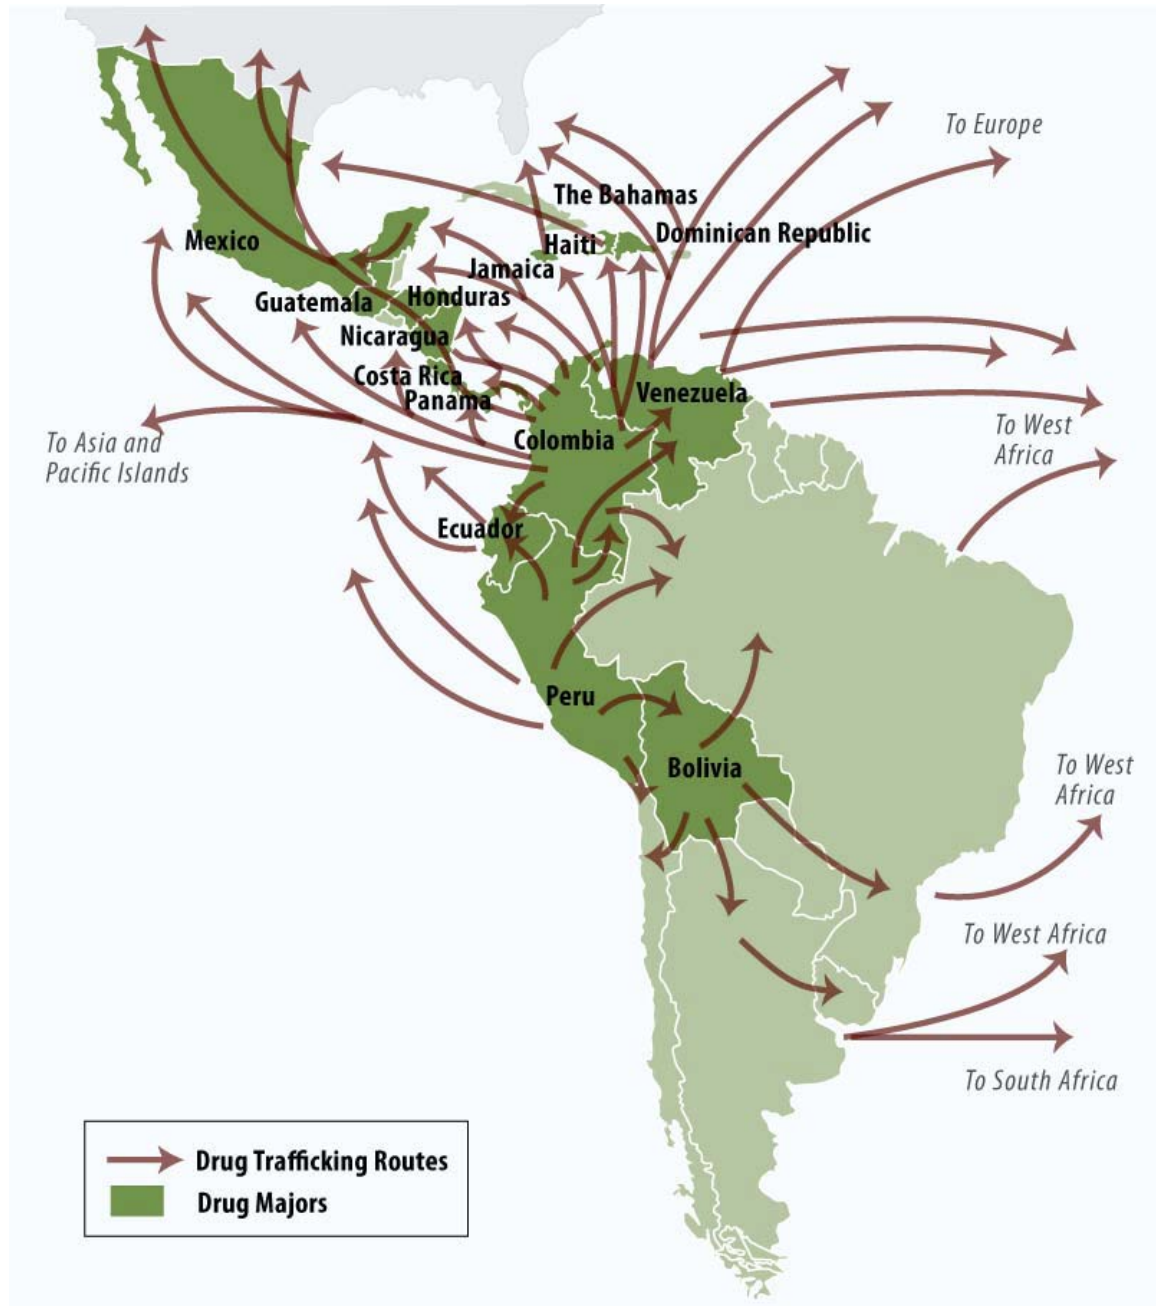 To Europe
The Bahamas
Dominican Republic
Haiti
Mexico
Jamaica
Guatemala
Honduras
Nicaragua
Costa Rica
Panama
Venezuela
Colombia
To West
Africa
To Asia and
Pacific Islands
Ecuador
Peru
Bolivia
To West
Africa
To West Africa
To South Africa
Drug Trafficking Routes
Drug Majors